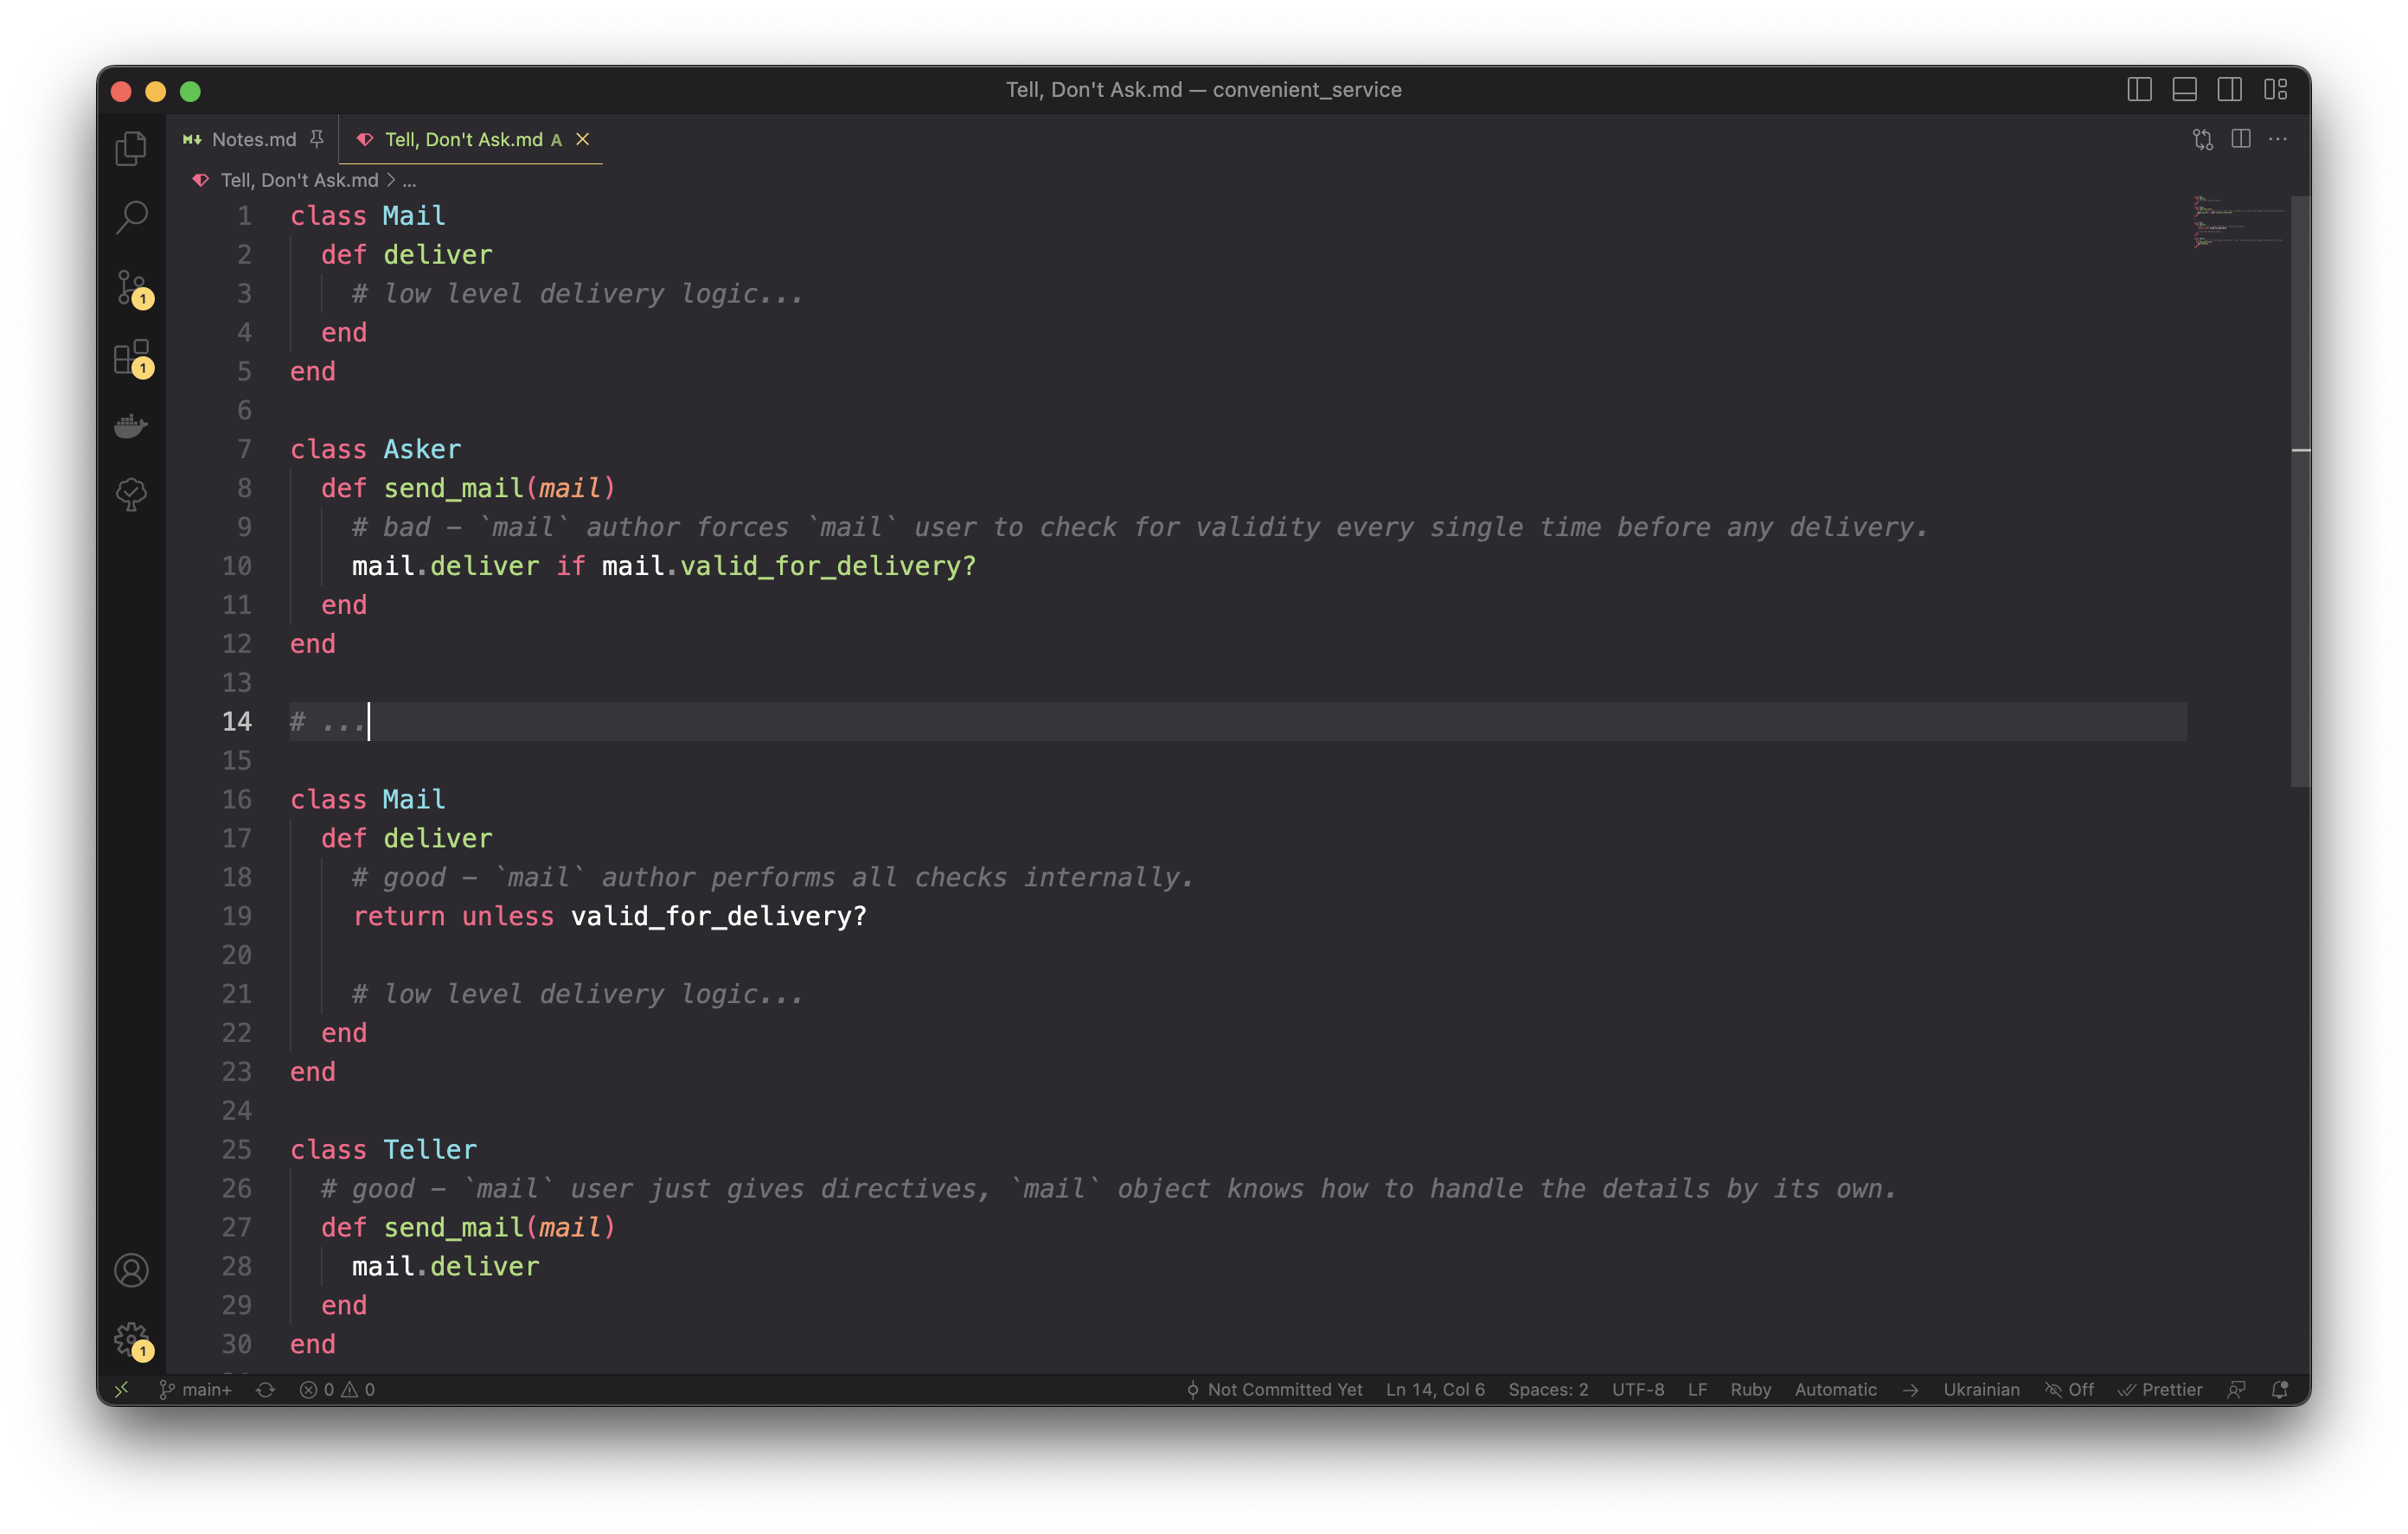 Tell, Don't Ask.md — convenient_service
Notes.md
Tell, Don't Ask.md A
Tell, Don't Ask.md > ...
1 class Mail
2   def deliver
3     # low level delivery logic...
4   end
5 end
6
7 class Asker
8   def send_mail(mail)
9     # bad - `mail` author forces `mail` user to check for validity every single time before any delivery.
10     mail.deliver if mail.valid_for_delivery?
11   end
12 end
13
14 # ...
15
16 class Mail
17   def deliver
18     # good - `mail` author performs all checks internally.
19     return unless valid_for_delivery?
20
21     # low level delivery logic...
22   end
23 end
24
25 class Teller
26   # good - `mail` user just gives directives, `mail` object knows how to handle the details by its own.
27   def send_mail(mail)
28     mail.deliver
29   end
30 end
1
1
1
main+ 0 0 Not Committed Yet Ln 14, Col 6 Spaces: 2 UTF-8 LF Ruby Automatic Ukrainian Off Prettier